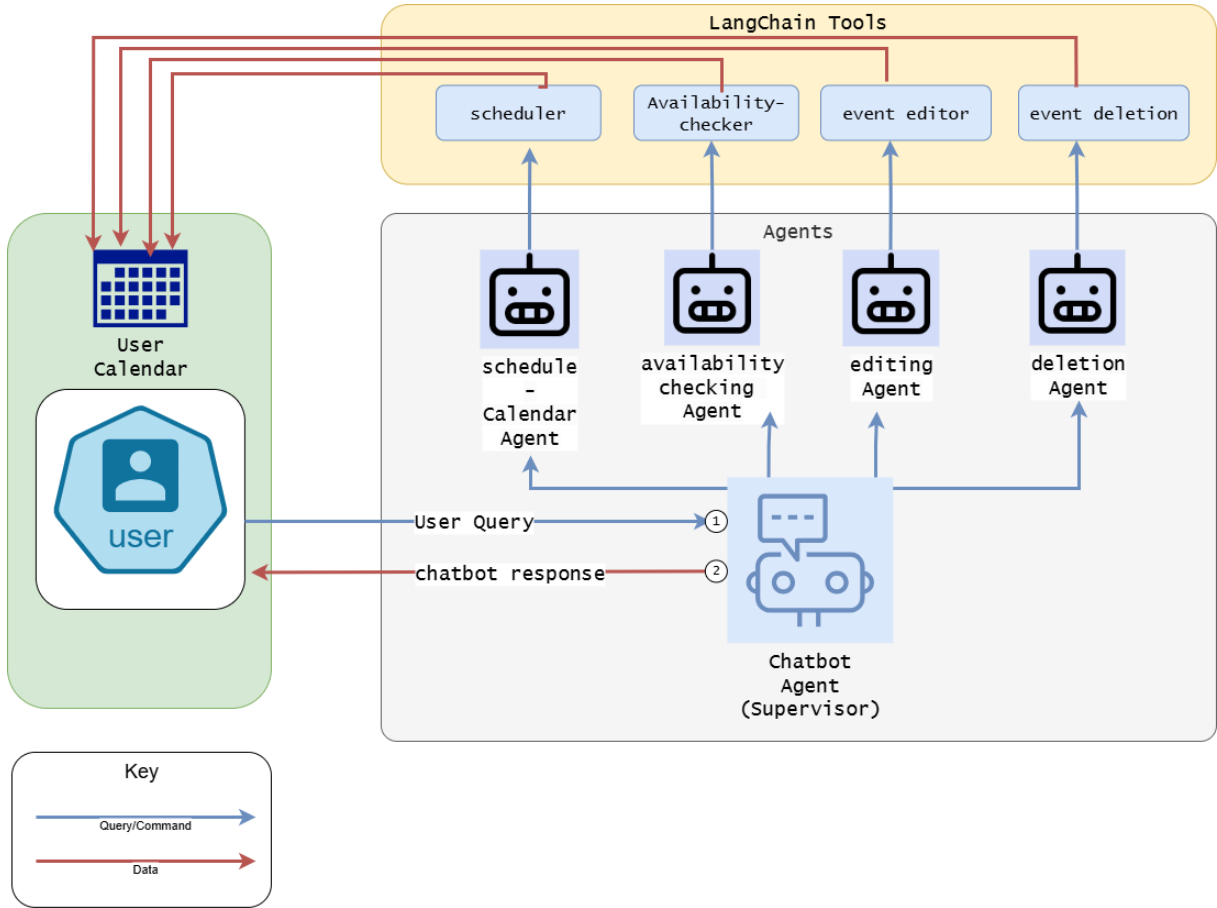 LangChain Tools
scheduler
Availability-
checker
event editor
event deletion
Agents
User
Calendar
schedule
-
Calendar
Agent
availability
checking
Agent
editing
Agent
deletion
Agent
user
User Query
1
chatbot response
2
Chatbot
Agent
(Supervisor)
Key
Query/Command
Data